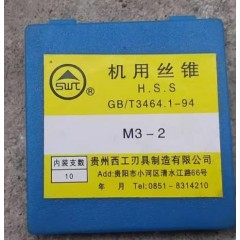 SWT
®
机用丝锥
H.S.S
GB/T3464.1-94
M3-2
内装支数
10
贵州西工刃具制造有限公司
Add:贵阳市小河区清水江路66号
年 月 Tel:0851-8314210